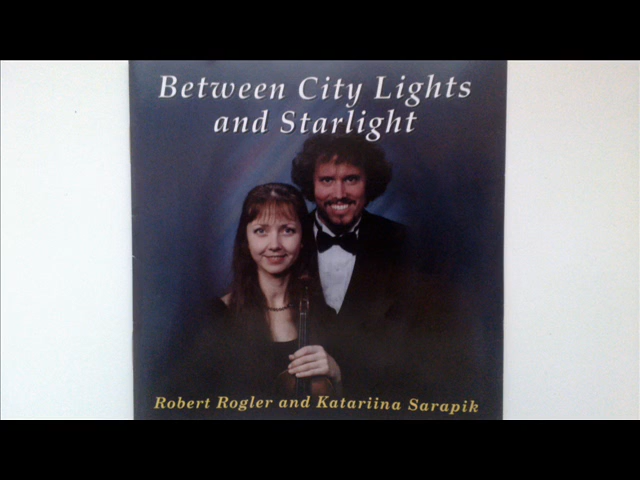 Between City Lights
and Starlight
Robert Rogler and Katariina Sarapik